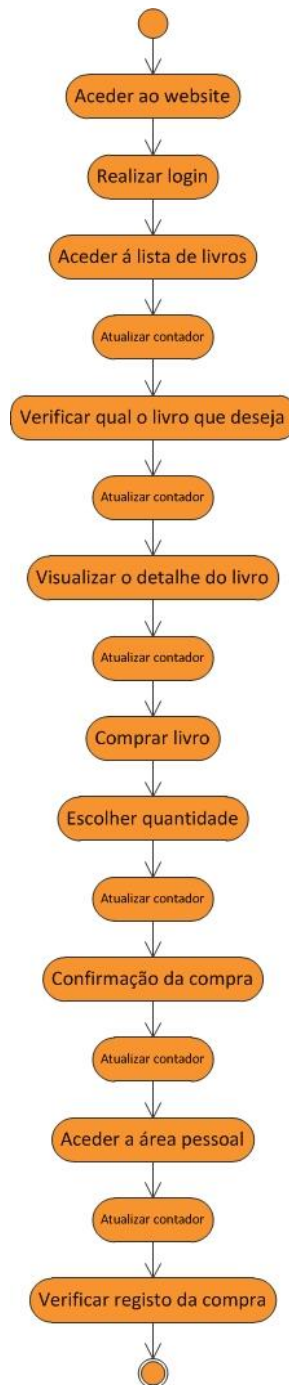 Aceder ao website
Realizar login
Aceder á lista de livros
Atualizar contador
Verificar qual o livro que deseja
Atualizar contador
Visualizar o detalhe do livro
Atualizar contador
Comprar livro
Escolher quantidade
Atualizar contador
Confirmação da compra
Atualizar contador
Aceder a área pessoal
Atualizar contador
Verificar registo da compra